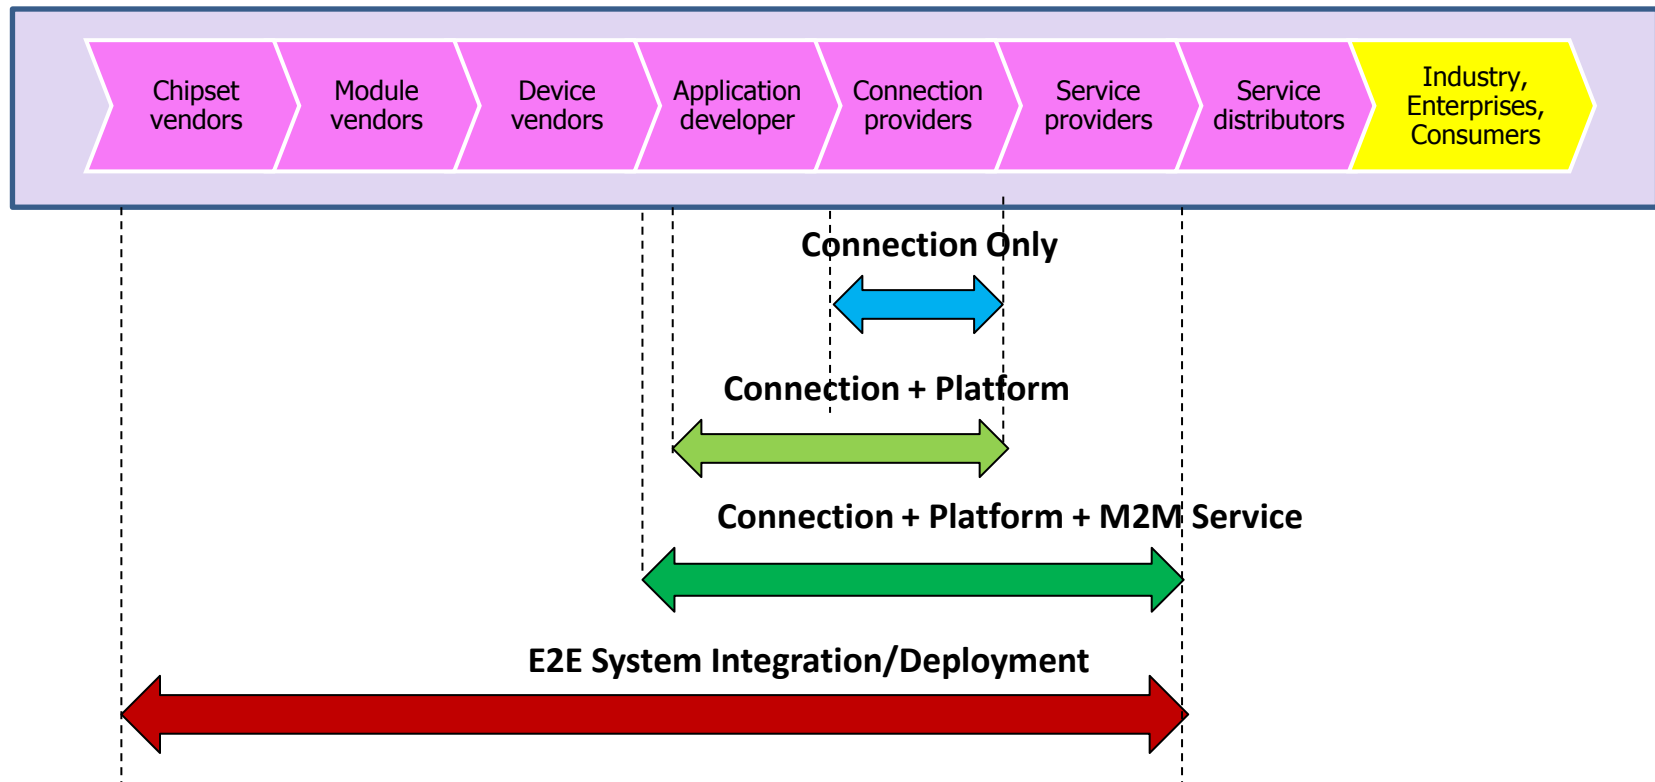 Chipset
vendors
Module
vendors
Device
vendors
Application
developer
Connection
providers
Service
providers
Service
distributors
Industry,
Enterprises,
Consumers
Connection Only
Connection + Platform
Connection + Platform + M2M Service
E2E System Integration/Deployment